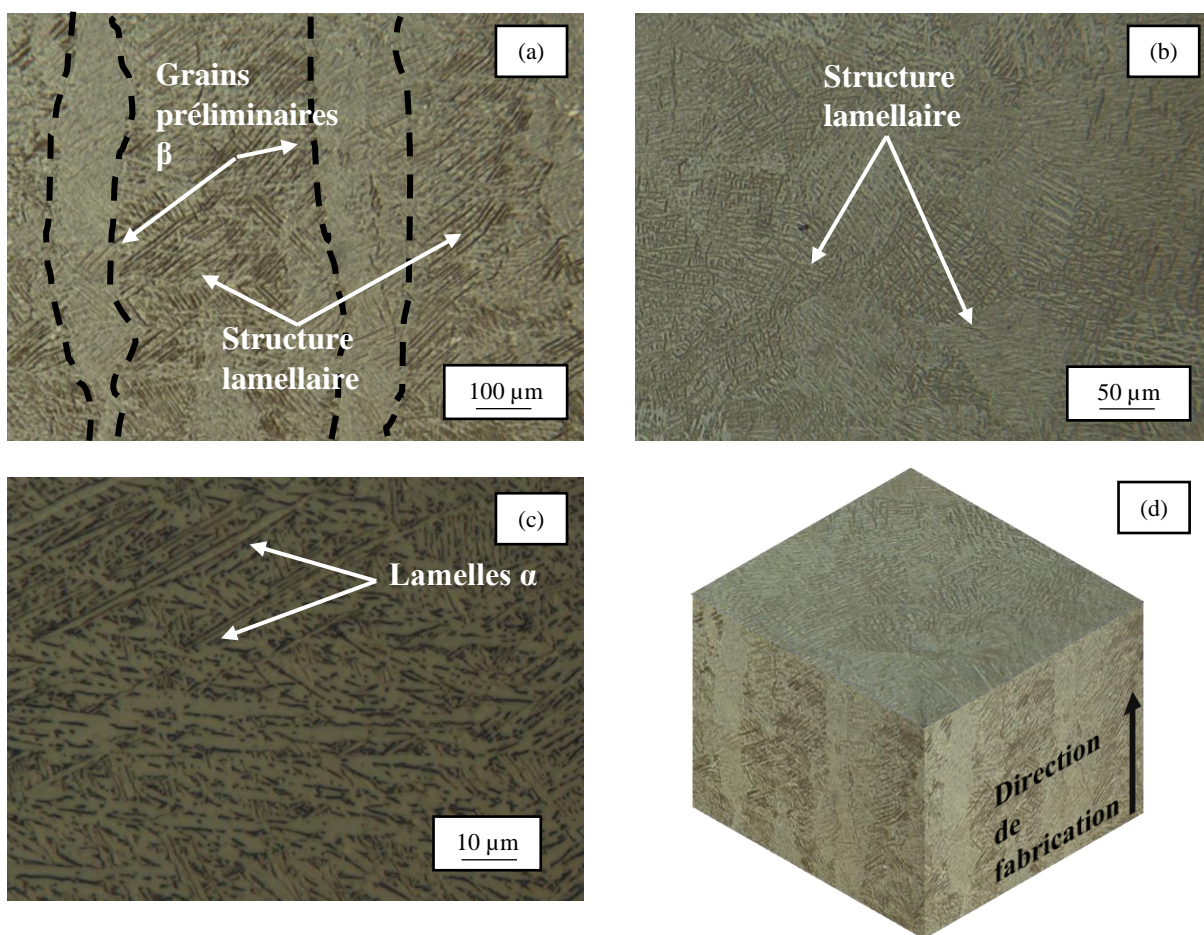 (a)
Grains
préliminaires
β
Structure
lamellaire
100 µm
(b)
Structure
lamellaire
50 µm
(c)
Lamelles α
10 µm
(d)
Direction
de
fabrication